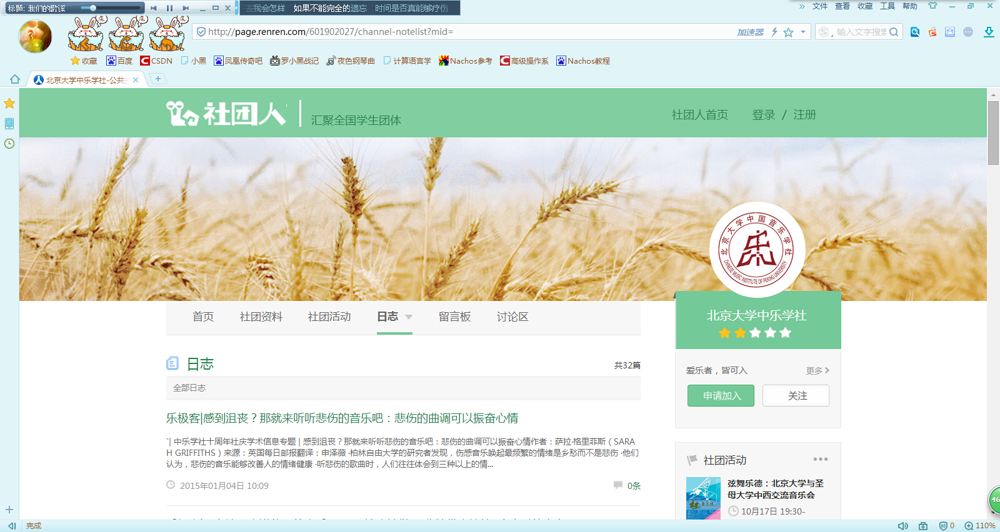 标题: 我们的歌谣
去我会怎样 如果不能完全的遗忘 时间是否真能够疗伤
文件 查看 收藏 工具 帮助
http://page.renren.com/601902027/channel-notelist?mid=
加速器
输入文字搜索
收藏 百度 CSDN 小黑 凤凰传奇吧 罗小黑战记 夜色钢琴曲 计算语言学 Nachos参考 高级操作系 Nachos教程
北京大学中乐学社-公共主
社团人
汇聚全国学生团体
社团人首页 登录 / 注册
北京大学中国音乐学社
CHINESE MUSIC INSTITUTE OF PEKING UNIVERSITY
首页 社团资料 社团活动 日志 留言板 讨论区
北京大学中乐学社
日志
共32篇
爱乐者，皆可入 更多
全部日志
申请加入 关注
乐极客|感到沮丧？那就来听听悲伤的音乐吧：悲伤的曲调可以振奋心情
`| 中乐学社十周年社庆学术信息专题 | 感到沮丧？那就来听听悲伤的音乐吧：悲伤的曲调可以振奋心情作者：萨拉·格里菲斯（SARA
H GRIFFITHS）来源：英国每日邮报翻译：申泽薇 ·柏林自由大学的研究者发现，伤感音乐唤起最频繁的情绪是乡愁而不是悲伤 ·他们
认为，悲伤的音乐能够改善人的情绪健康 ·听悲伤的歌曲时，人们往往体会到三种以上的情...
2015年01月04日 10:09
0条
社团活动
弦舞乐德：北京大学与圣
母大学中西交流音乐会
10月17日 19:30-
46
完成
0
110%